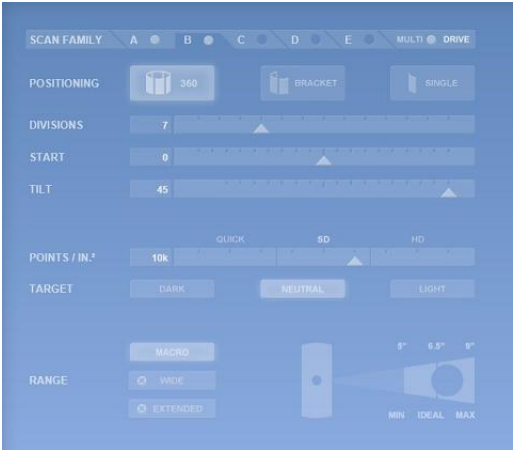 SCAN FAMILY A B C D E MULTI DRIVE
POSITIONING 360 BRACKET SINGLE
DIVISIONS 7
START 0
TILT 45
QUICK SD HD
POINTS / IN.² 10k
TARGET DARK NEUTRAL LIGHT
MACRO
RANGE WIDE
EXTENDED
5" 6.5" 9"
MIN IDEAL MAX